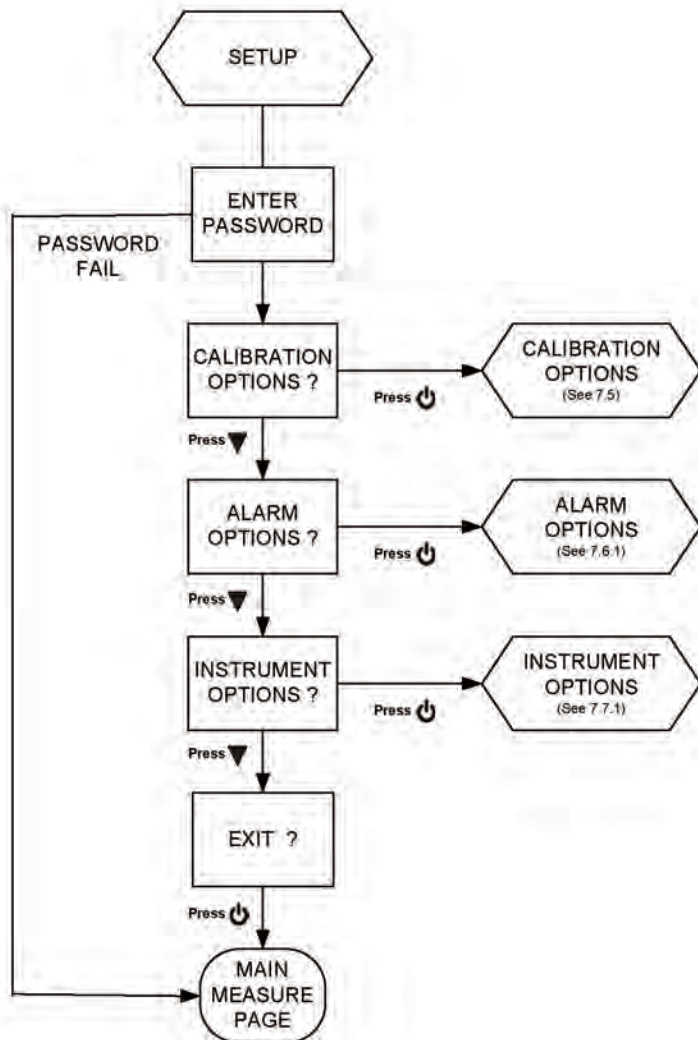 SETUP
ENTER
PASSWORD
PASSWORD
FAIL
CALIBRATION
OPTIONS ?
Press
CALIBRATION
OPTIONS
(See 7.5)
Press
ALARM
OPTIONS ?
Press
ALARM
OPTIONS
(See 7.6.1)
Press
INSTRUMENT
OPTIONS ?
Press
INSTRUMENT
OPTIONS
(See 7.7.1)
Press
EXIT ?
Press
MAIN
MEASURE
PAGE